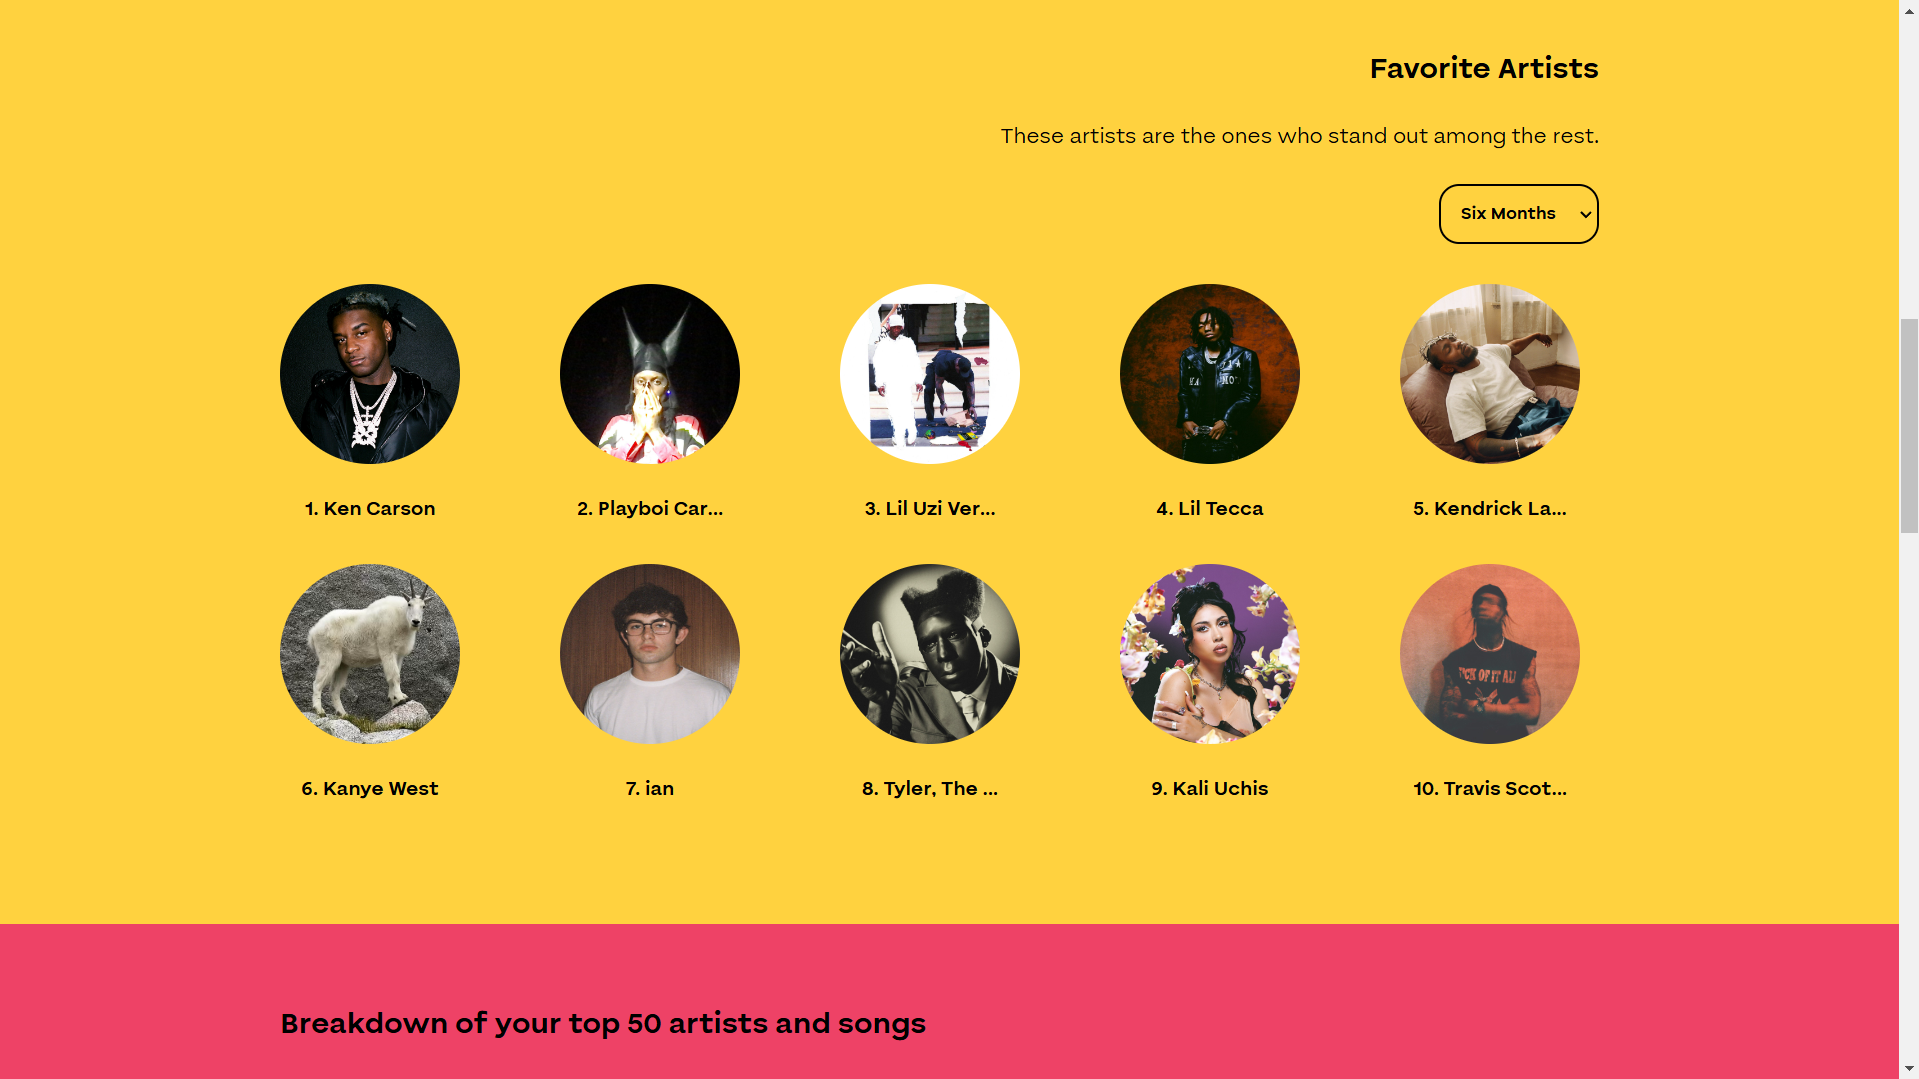 Favorite Artists
These artists are the ones who stand out among the rest.
Six Months
1. Ken Carson
2. Playboi Car...
3. Lil Uzi Ver...
4. Lil Tecca
5. Kendrick La...
6. Kanye West
7. ian
8. Tyler, The ...
9. Kali Uchis
10. Travis Scot...
Breakdown of your top 50 artists and songs